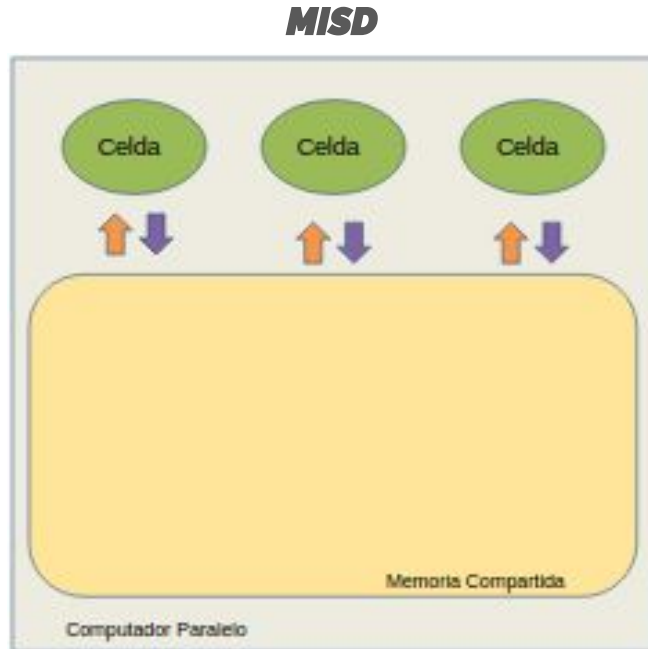 MISD
Celda Celda Celda
Memoria Compartida
Computador Paralelo